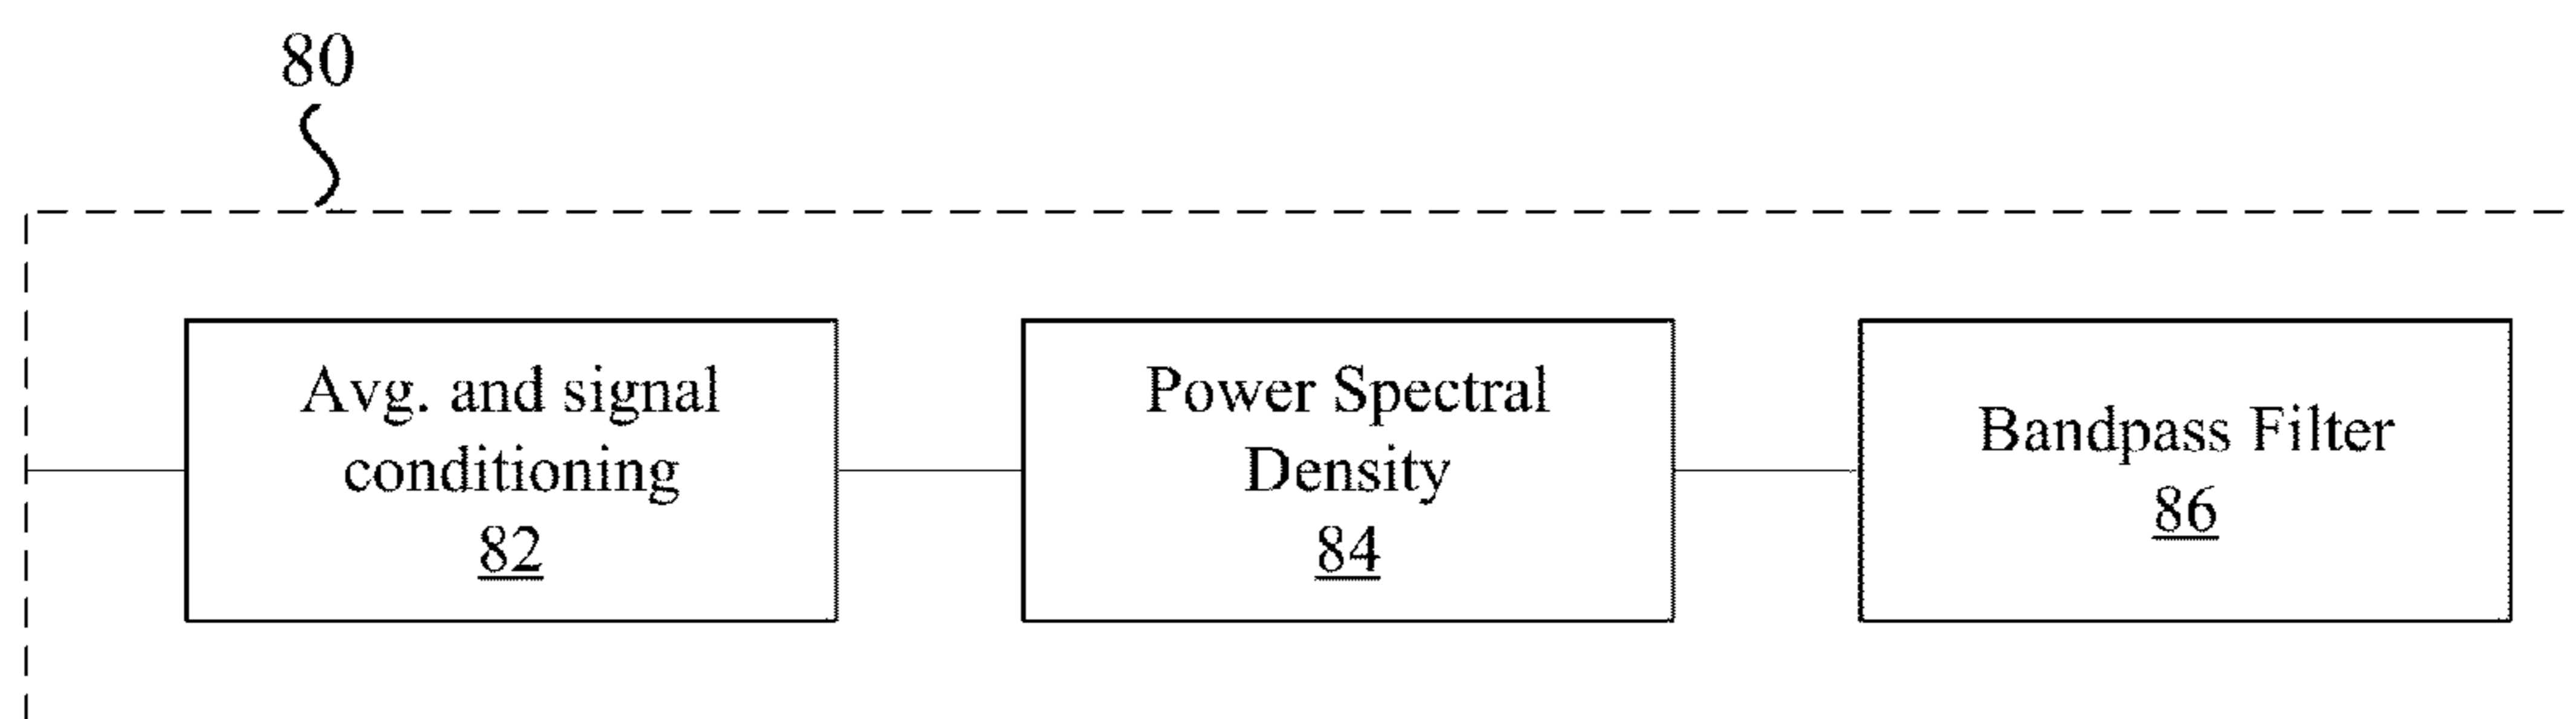 80
Avg. and signal
conditioning
82
Power Spectral
Density
84
Bandpass Filter
86